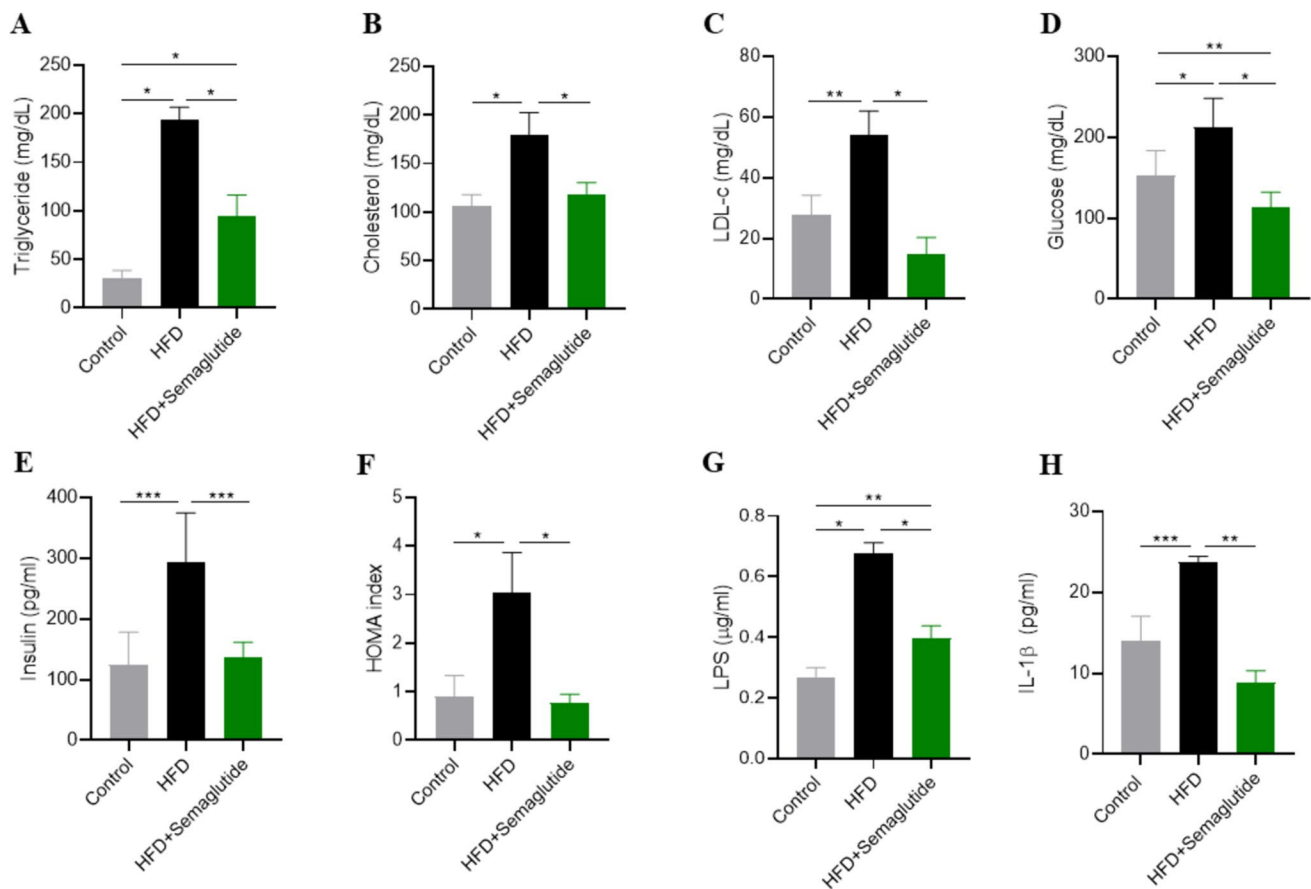 A
Triglyceride (mg/dL)
250
200
150
100
50
0
*
*
*
Control
HFD
HFD+Semaglutide
B
Cholesterol (mg/dL)
250
200
150
100
50
0
*
*
Control
HFD
HFD+Semaglutide
C
LDL-c (mg/dL)
80
60
40
20
0
**
*
Control
HFD
HFD+Semaglutide
D
Glucose (mg/dL)
300
200
100
0
**
*
*
Control
HFD
HFD+Semaglutide
E
Insulin (pg/ml)
400
300
200
100
0
***
***
Control
HFD
HFD+Semaglutide
F
HOMA index
5
4
3
2
1
0
*
*
Control
HFD
HFD+Semaglutide
G
LPS (μg/ml)
0.8
0.6
0.4
0.2
0.0
**
*
*
Control
HFD
HFD+Semaglutide
H
IL-1β (pg/ml)
30
20
10
0
***
**
Control
HFD
HFD+Semaglutide